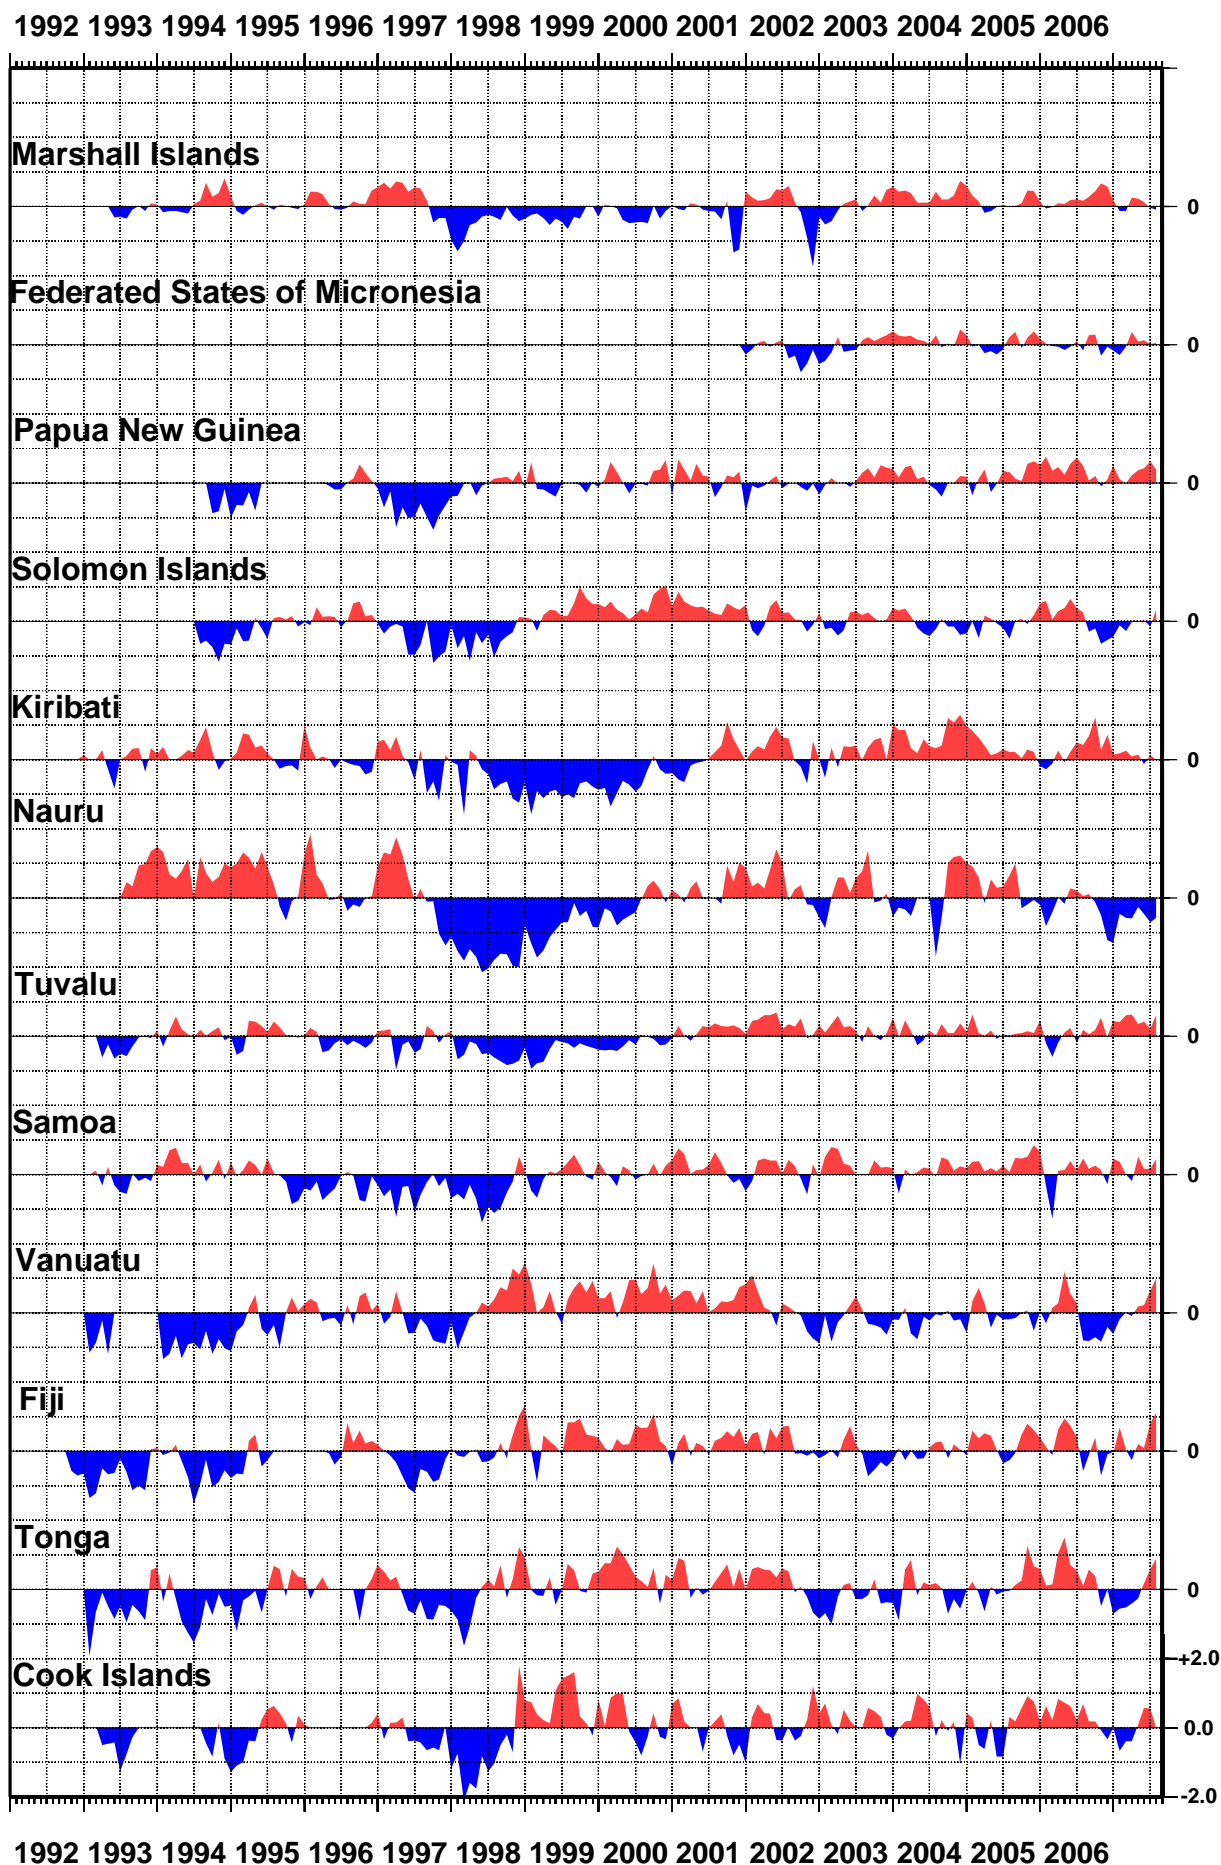 1992 1993 1994 1995 1996 1997 1998 1999 2000 2001 2002 2003 2004 2005 2006
Marshall Islands
0
Federated States of Micronesia
0
Papua New Guinea
0
Solomon Islands
0
Kiribati
0
Nauru
0
Tuvalu
0
Samoa
0
Vanuatu
0
Fiji
0
Tonga
0
+2.0
Cook Islands
0.0
-2.0
1992 1993 1994 1995 1996 1997 1998 1999 2000 2001 2002 2003 2004 2005 2006